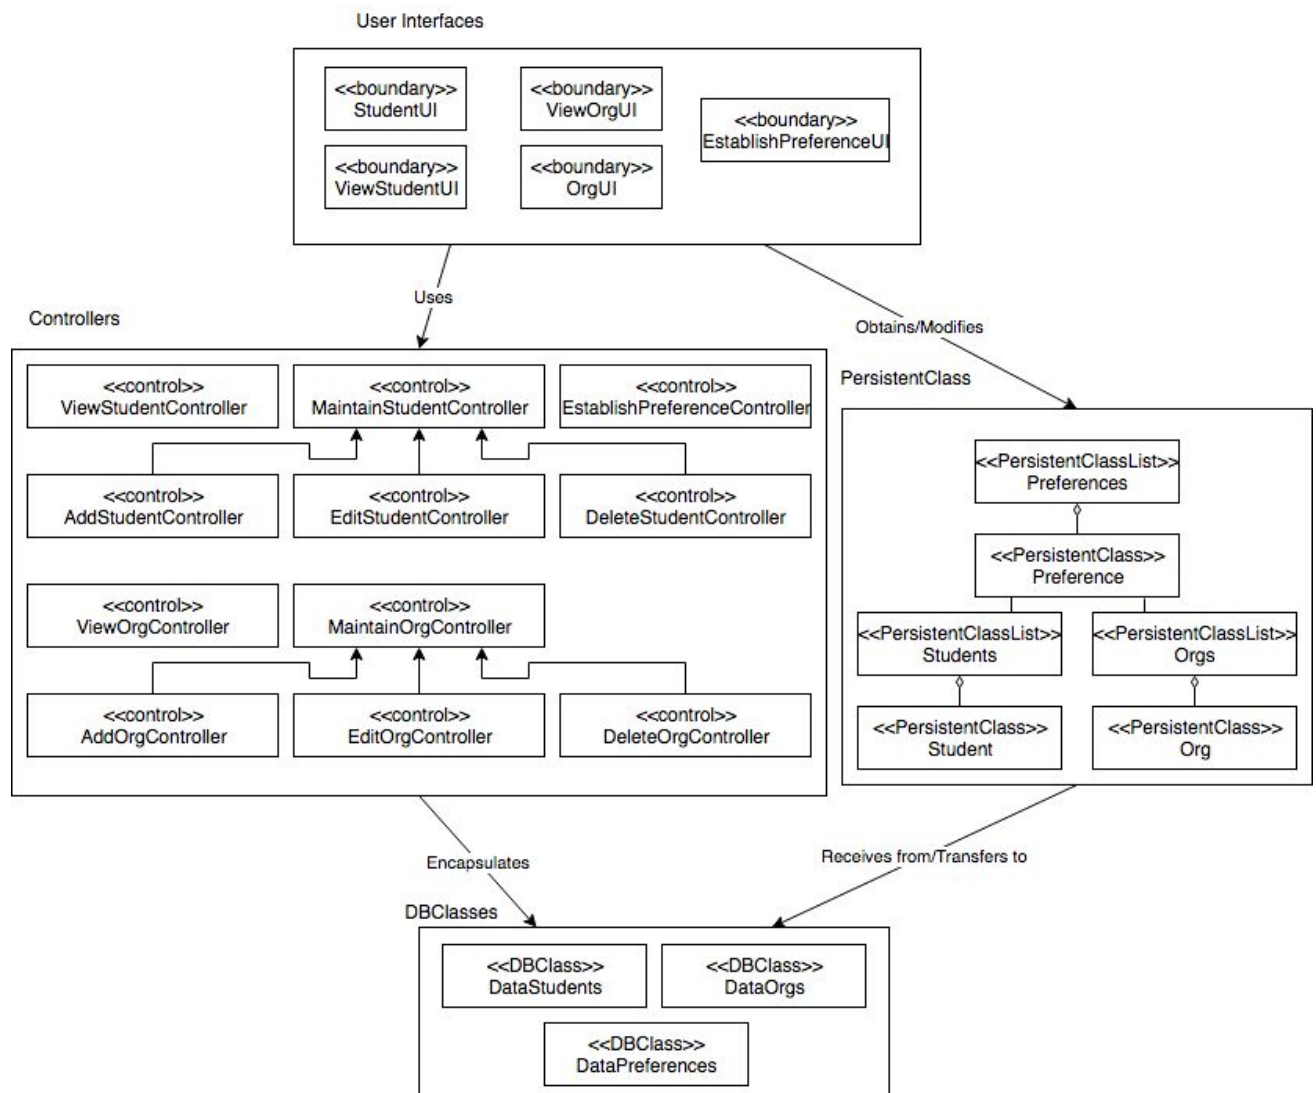 User Interfaces
<<boundary>>
StudentUI
<<boundary>>
ViewOrgUI
<<boundary>>
EstablishPreferenceUI
<<boundary>>
ViewStudentUI
<<boundary>>
OrgUI
Uses
Obtains/Modifies
Controllers
<<control>>
ViewStudentController
<<control>>
MaintainStudentController
<<control>>
EstablishPreferenceController
<<control>>
AddStudentController
<<control>>
EditStudentController
<<control>>
DeleteStudentController
<<control>>
ViewOrgController
<<control>>
MaintainOrgController
<<control>>
AddOrgController
<<control>>
EditOrgController
<<control>>
DeleteOrgController
PersistentClass
<<PersistentClassList>>
Preferences
<<PersistentClass>>
Preference
<<PersistentClassList>>
Students
<<PersistentClassList>>
Orgs
<<PersistentClass>>
Student
<<PersistentClass>>
Org
Encapsulates
Receives from/Transfers to
DBClasses
<<DBClass>>
DataStudents
<<DBClass>>
DataOrgs
<<DBClass>>
DataPreferences